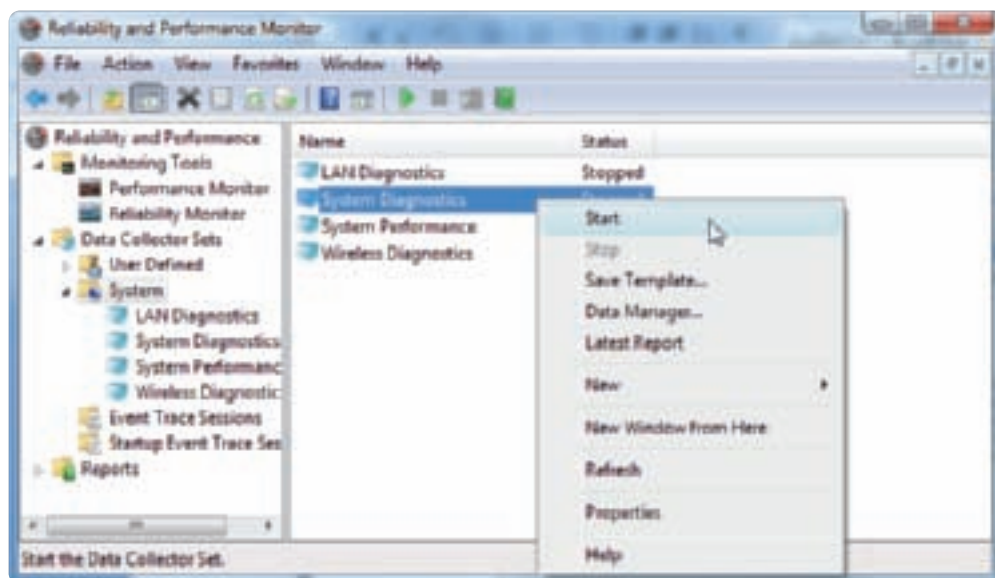 Reliability and Performance Monitor
File Action View Favorites Window Help
Reliability and Performance
Monitoring Tools
Performance Monitor
Reliability Monitor
Data Collector Sets
User Defined
System
LAN Diagnostics
System Diagnostics
System Performanc
Wireless Diagnostic
Event Trace Sessions
Startup Event Trace Ses
Reports
Name Status
LAN Diagnostics Stopped
System Diagnostics
System Performance
Wireless Diagnostics
Start
Stop
Save Template...
Data Manager...
Latest Report
New
New Window from Here
Refresh
Properties
Help
Start the Data Collector Set.